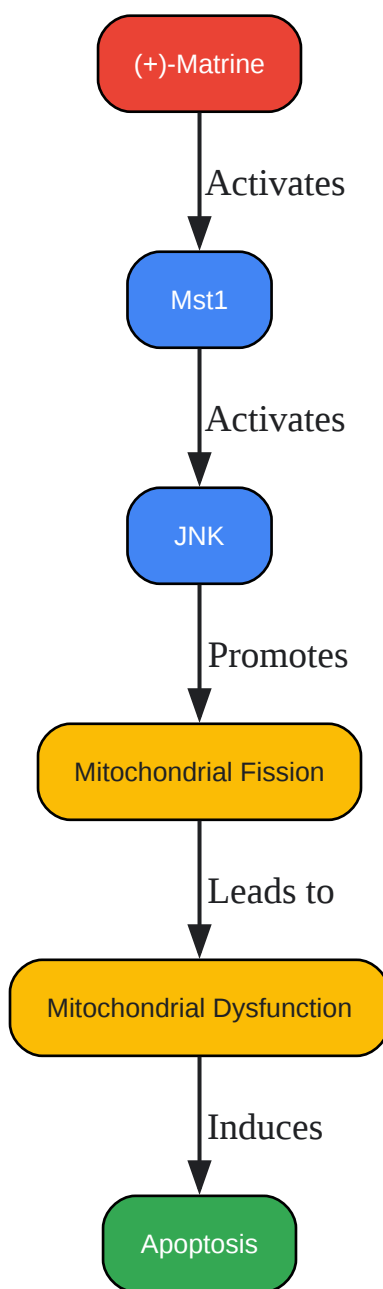 (+)-Matrine
Activates
Mst1
Activates
JNK
Promotes
Mitochondrial Fission
Leads to
Mitochondrial Dysfunction
Induces
Apoptosis